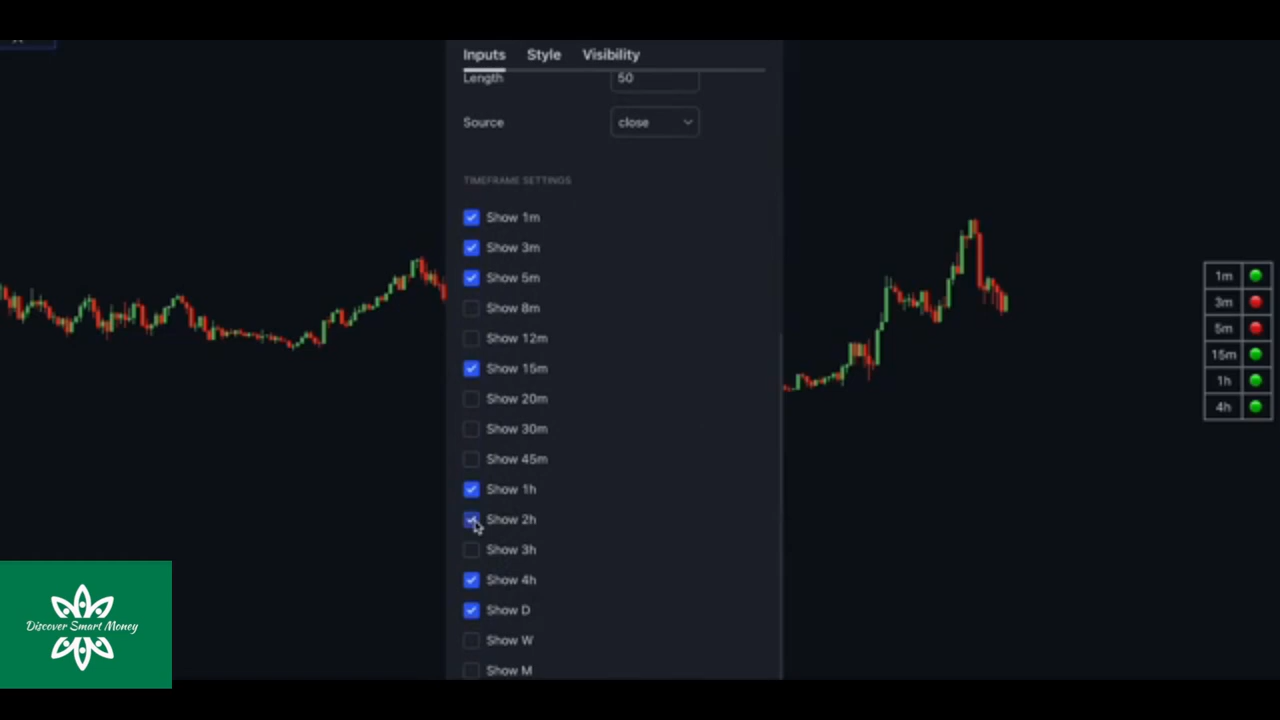 Inputs Style Visibility
Length 50
Source close
TIMEFRAME SETTINGS
Show 1m
Show 3m
Show 5m
Show 8m
Show 12m
Show 15m
Show 20m
Show 30m
Show 45m
Show 1h
Show 2h
Show 3h
Show 4h
Show D
Show W
Show M
1m
3m
5m
15m
1h
4h
Discover Smart Money